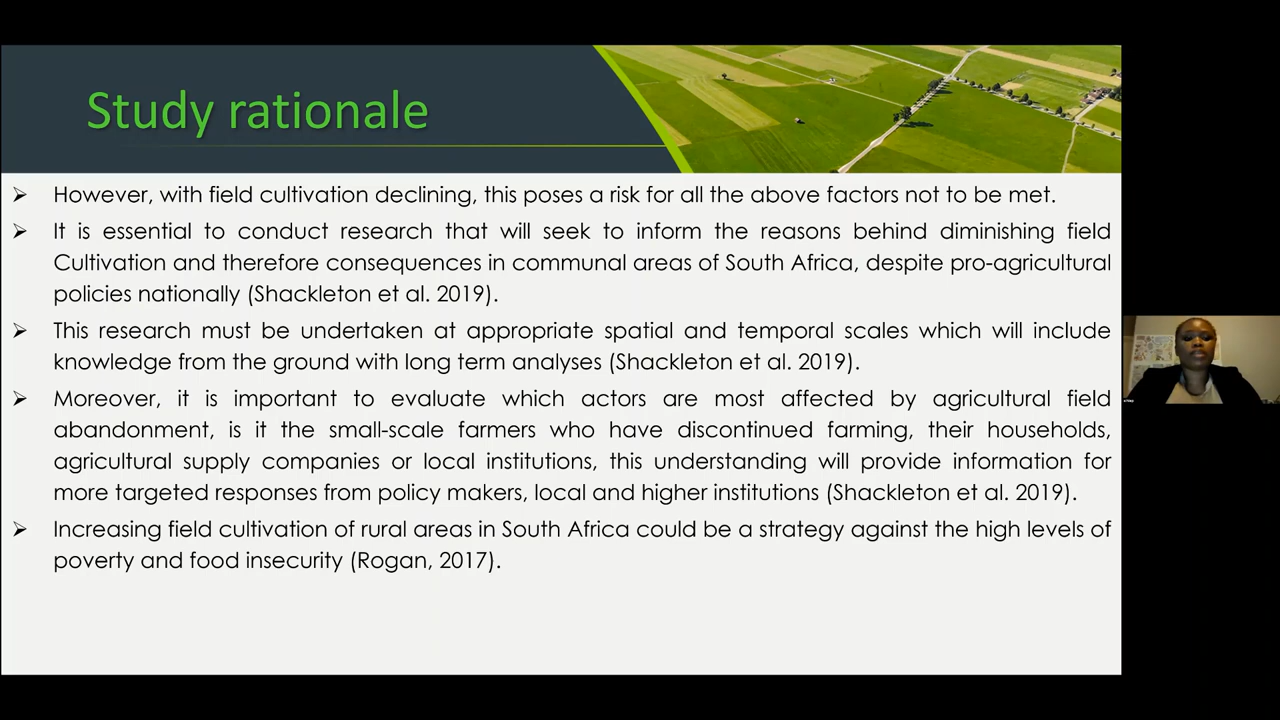 Study rationale
However, with field cultivation declining, this poses a risk for all the above factors not to be met.
It is essential to conduct research that will seek to inform the reasons behind diminishing field
Cultivation and therefore consequences in communal areas of South Africa, despite pro-agricultural
policies nationally (Shackleton et al. 2019).
This research must be undertaken at appropriate spatial and temporal scales which will include
knowledge from the ground with long term analyses (Shackleton et al. 2019).
Moreover, it is important to evaluate which actors are most affected by agricultural field
abandonment, is it the small-scale farmers who have discontinued farming, their households,
agricultural supply companies or local institutions, this understanding will provide information for
more targeted responses from policy makers, local and higher institutions (Shackleton et al. 2019).
Increasing field cultivation of rural areas in South Africa could be a strategy against the high levels of
poverty and food insecurity (Rogan, 2017).